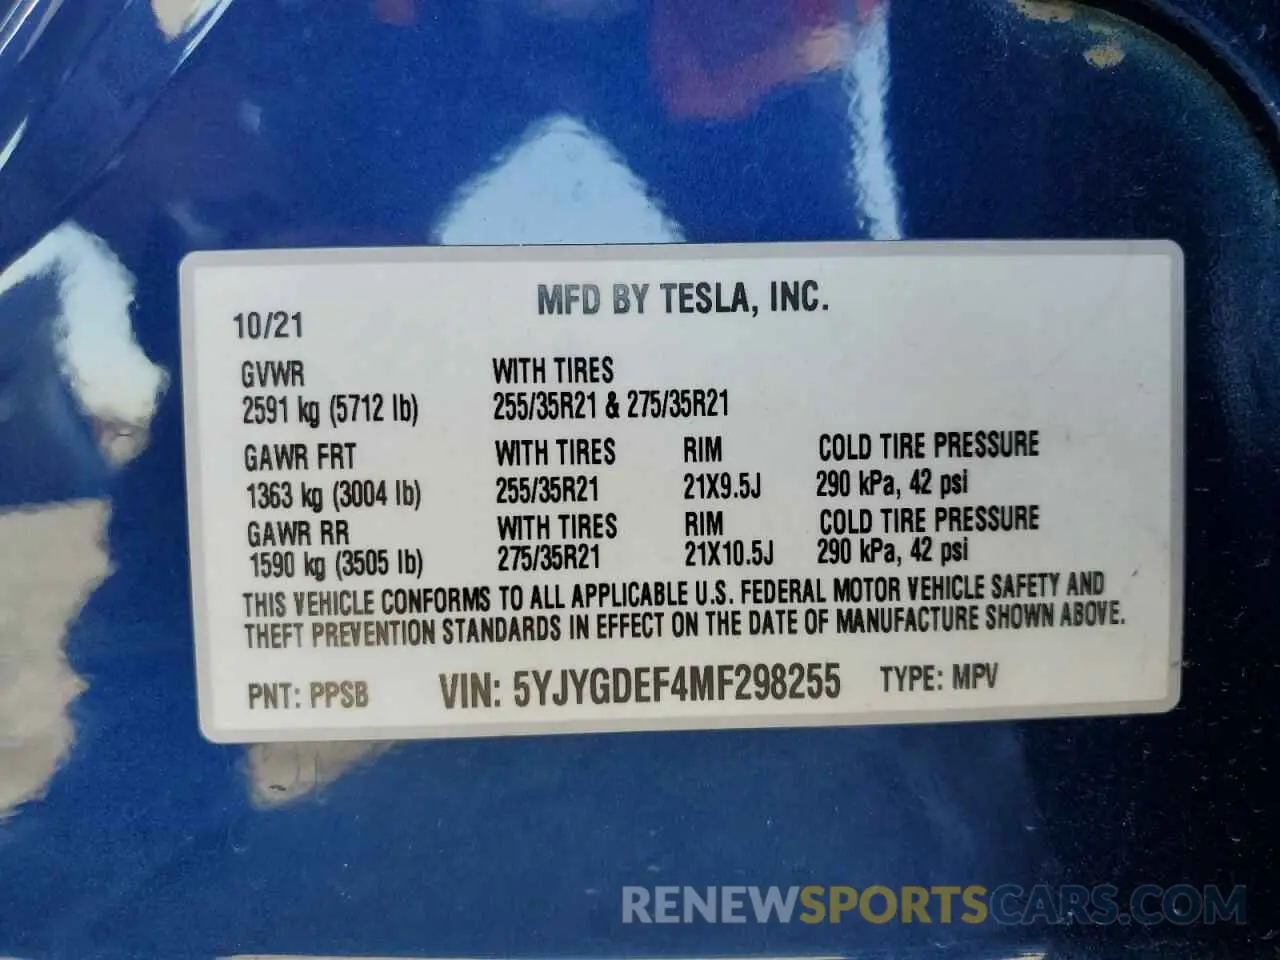 MFD BY TESLA, INC.
10/21
GVWR WITH TIRES
2591 kg (5712 lb) 255/35R21 & 275/35R21
GAWR FRT WITH TIRES RIM COLD TIRE PRESSURE
1363 kg (3004 lb) 255/35R21 21X9.5J 290 kPa, 42 psi
GAWR RR WITH TIRES RIM COLD TIRE PRESSURE
1590 kg (3505 lb) 275/35R21 21X10.5J 290 kPa, 42 psi
THIS VEHICLE CONFORMS TO ALL APPLICABLE U.S. FEDERAL MOTOR VEHICLE SAFETY AND
THEFT PREVENTION STANDARDS IN EFFECT ON THE DATE OF MANUFACTURE SHOWN ABOVE.
PNT: PPSB VIN: 5YJYGDEF4MF298255 TYPE: MPV
RENEWSPORTSCARS.COM